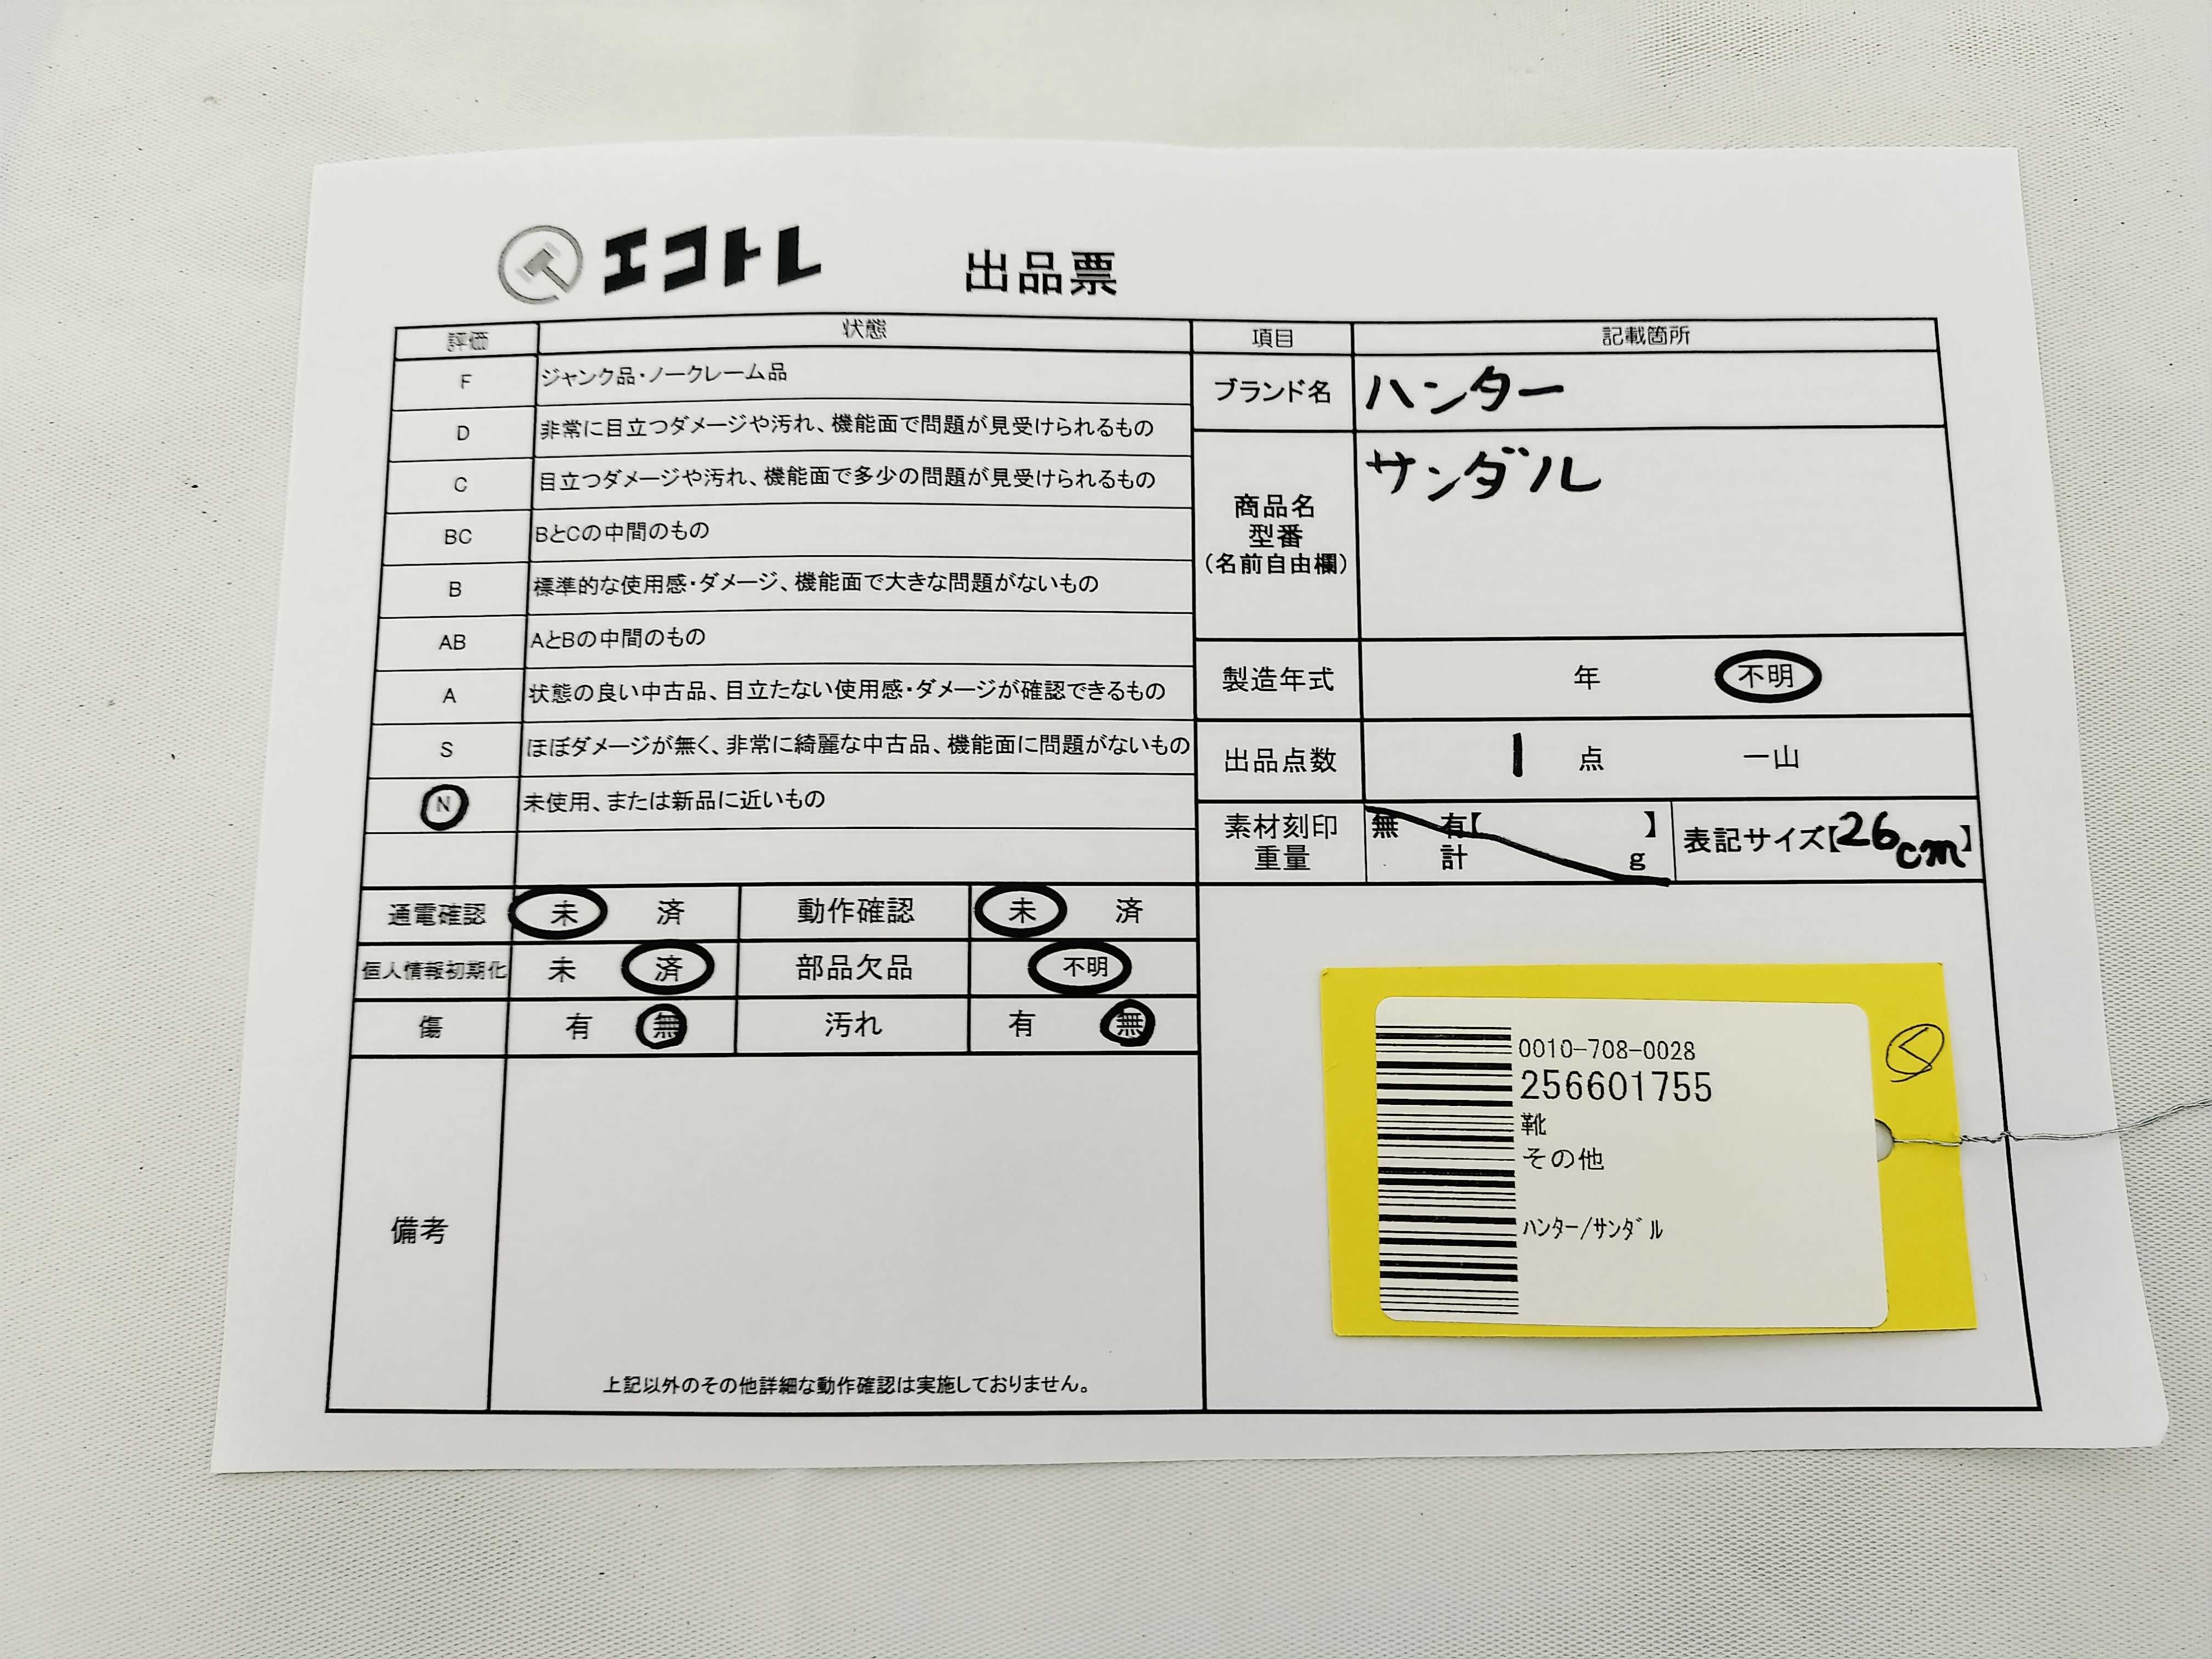 エコトレ 出品票
評価 状態
F ジャンク品・ノークレーム品
D 非常に目立つダメージや汚れ、機能面で問題が見受けられるもの
C 目立つダメージや汚れ、機能面で多少の問題が見受けられるもの
BC BとCの中間のもの
B 標準的な使用感・ダメージ、機能面で大きな問題がないもの
AB AとBの中間のもの
A 状態の良い中古品、目立たない使用感・ダメージが確認できるもの
S ほぼダメージが無く、非常に綺麗な中古品、機能面に問題がないもの
N 未使用、または新品に近いもの
通電確認 未 済 動作確認 未 済
個人情報初期化 未 済 部品欠品 不明
傷 有 無 汚れ 有 無
備考
上記以外のその他詳細な動作確認は実施しておりません。
項目 記載箇所
ブランド名 ハンター
商品名
型番
(名前自由欄)
サンダル
製造年式 年 不明
出品点数 1 点 一山
素材刻印
重量
無 有【 】
計 g
表記サイズ【26cm】
0010-708-0028
256601755
靴
その他
ﾊﾝﾀｰ/ｻﾝﾀﾞﾙ
く